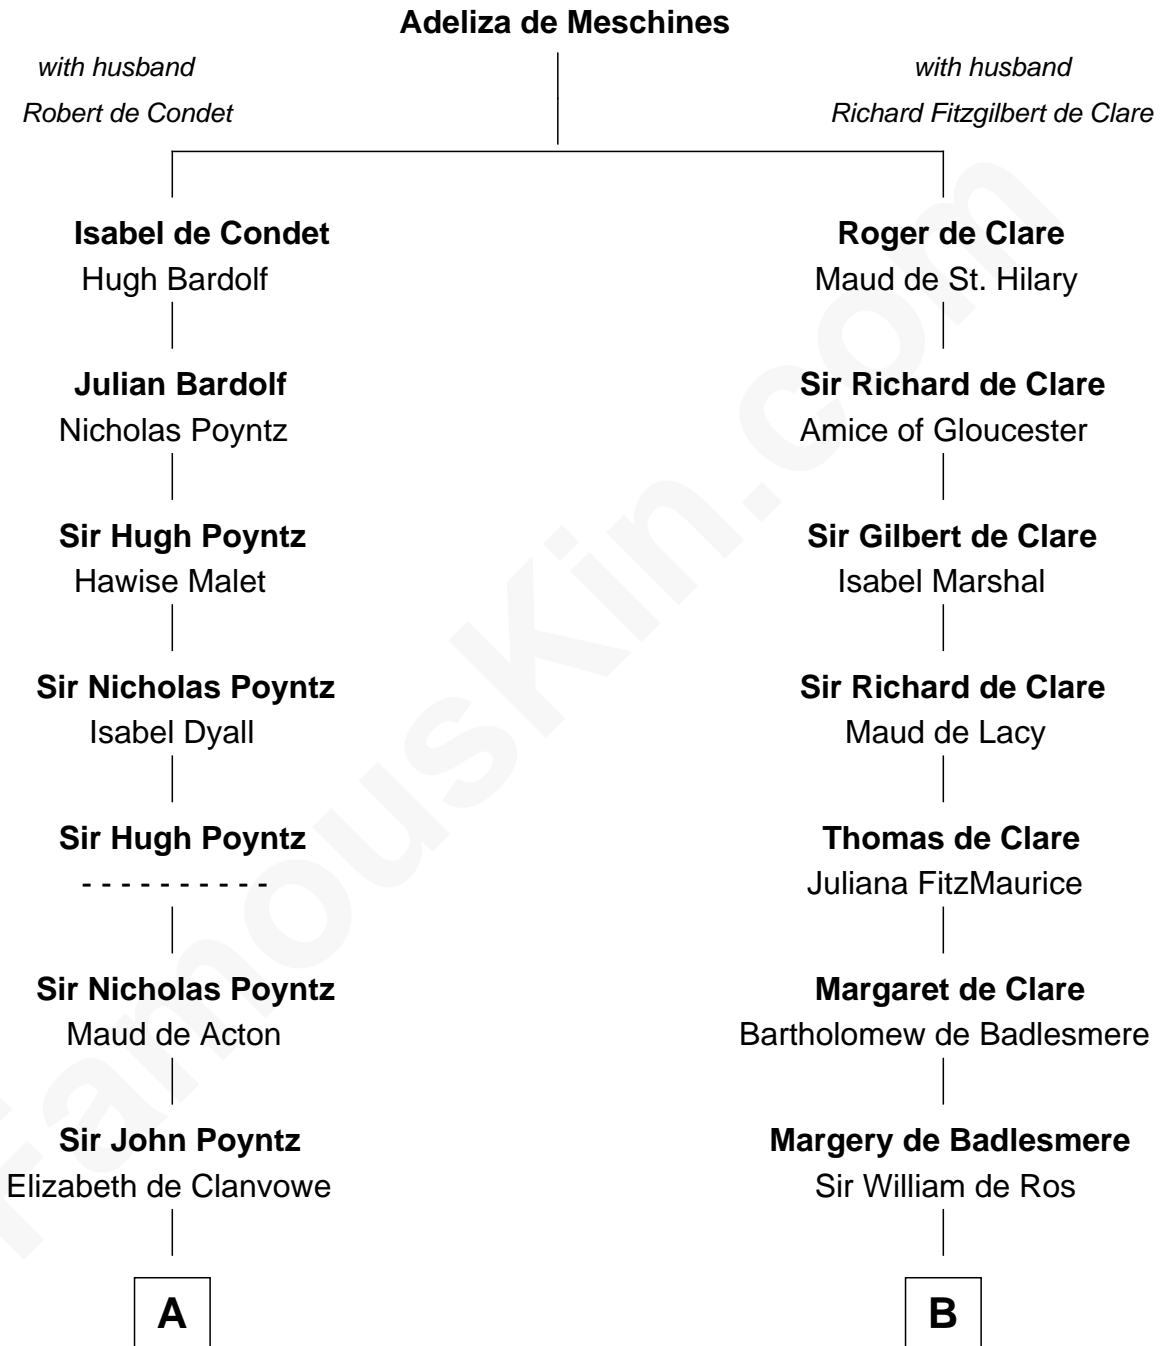 Adeliza de Meschines
with husband
Robert de Condet
with husband
Richard Fitzgilbert de Clare
Isabel de Condet
Hugh Bardolf
Roger de Clare
Maud de St. Hilary
Julian Bardolf
Nicholas Poyntz
Sir Richard de Clare
Amice of Gloucester
Sir Hugh Poyntz
Hawise Malet
Sir Gilbert de Clare
Isabel Marshal
Sir Nicholas Poyntz
Isabel Dyall
Sir Richard de Clare
Maud de Lacy
Sir Hugh Poyntz
- - - - - - - - - -
Thomas de Clare
Juliana FitzMaurice
Sir Nicholas Poyntz
Maud de Acton
Margaret de Clare
Bartholomew de Badlesmere
Sir John Poyntz
Elizabeth de Clanvowe
Margery de Badlesmere
Sir William de Ros
A
B
FamousKin.com